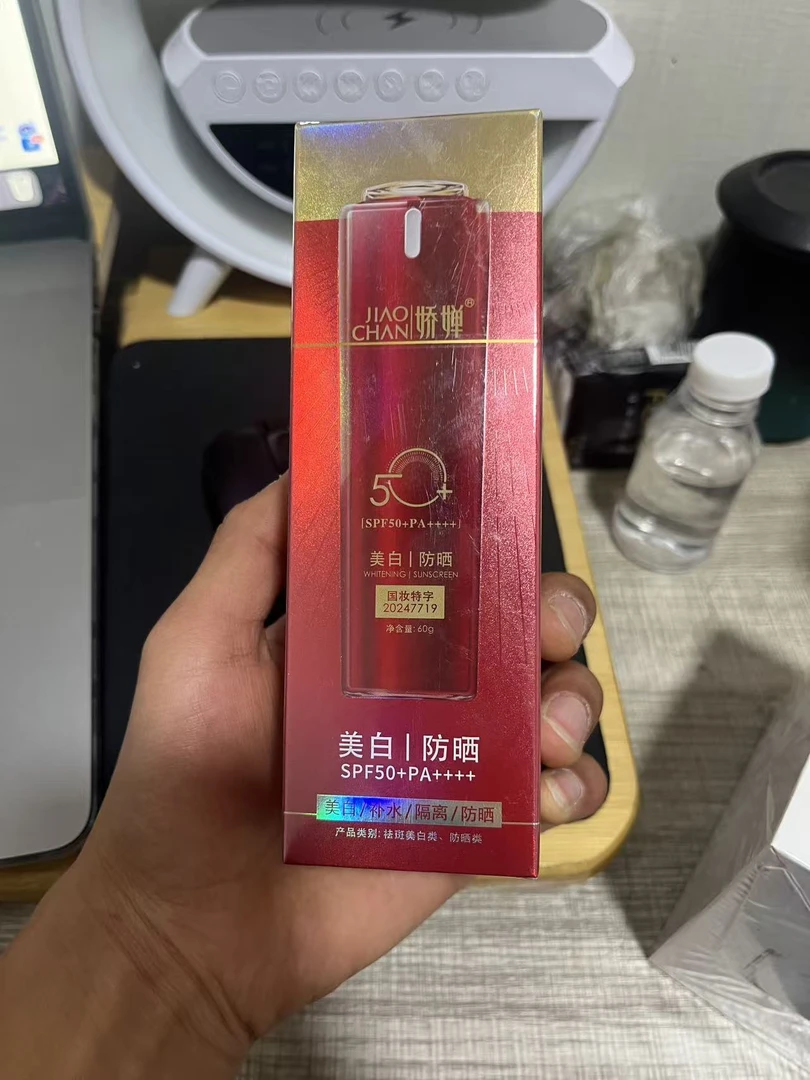 JIAO
CHAN
娇婵®
50+
SPF50+PA++++
美白|防晒
WHITENING | SUNSCREEN
国妆特字
20247719
净含量: 60g
美白|防晒
SPF50+PA++++
美白/补水/隔离/防晒
产品类别: 祛斑美白类、防晒类